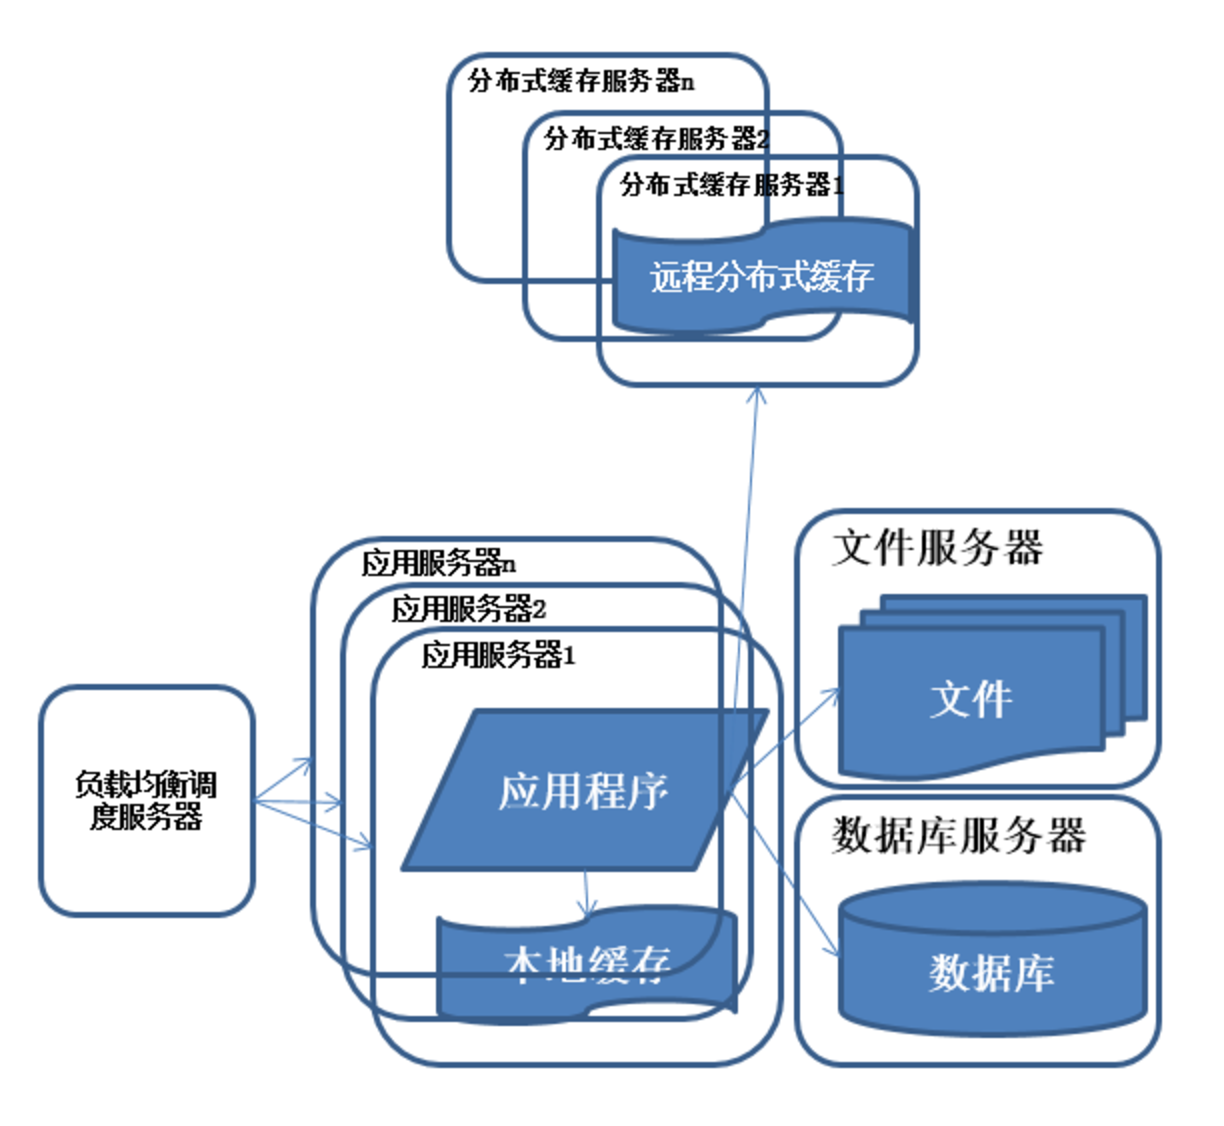 分布式缓存服务器n
分布式缓存服务器2
分布式缓存服务器1
远程分布式缓存
应用服务器n
应用服务器2
应用服务器1
应用程序
本地缓存
负载均衡调
度服务器
文件服务器
文件
数据库服务器
数据库